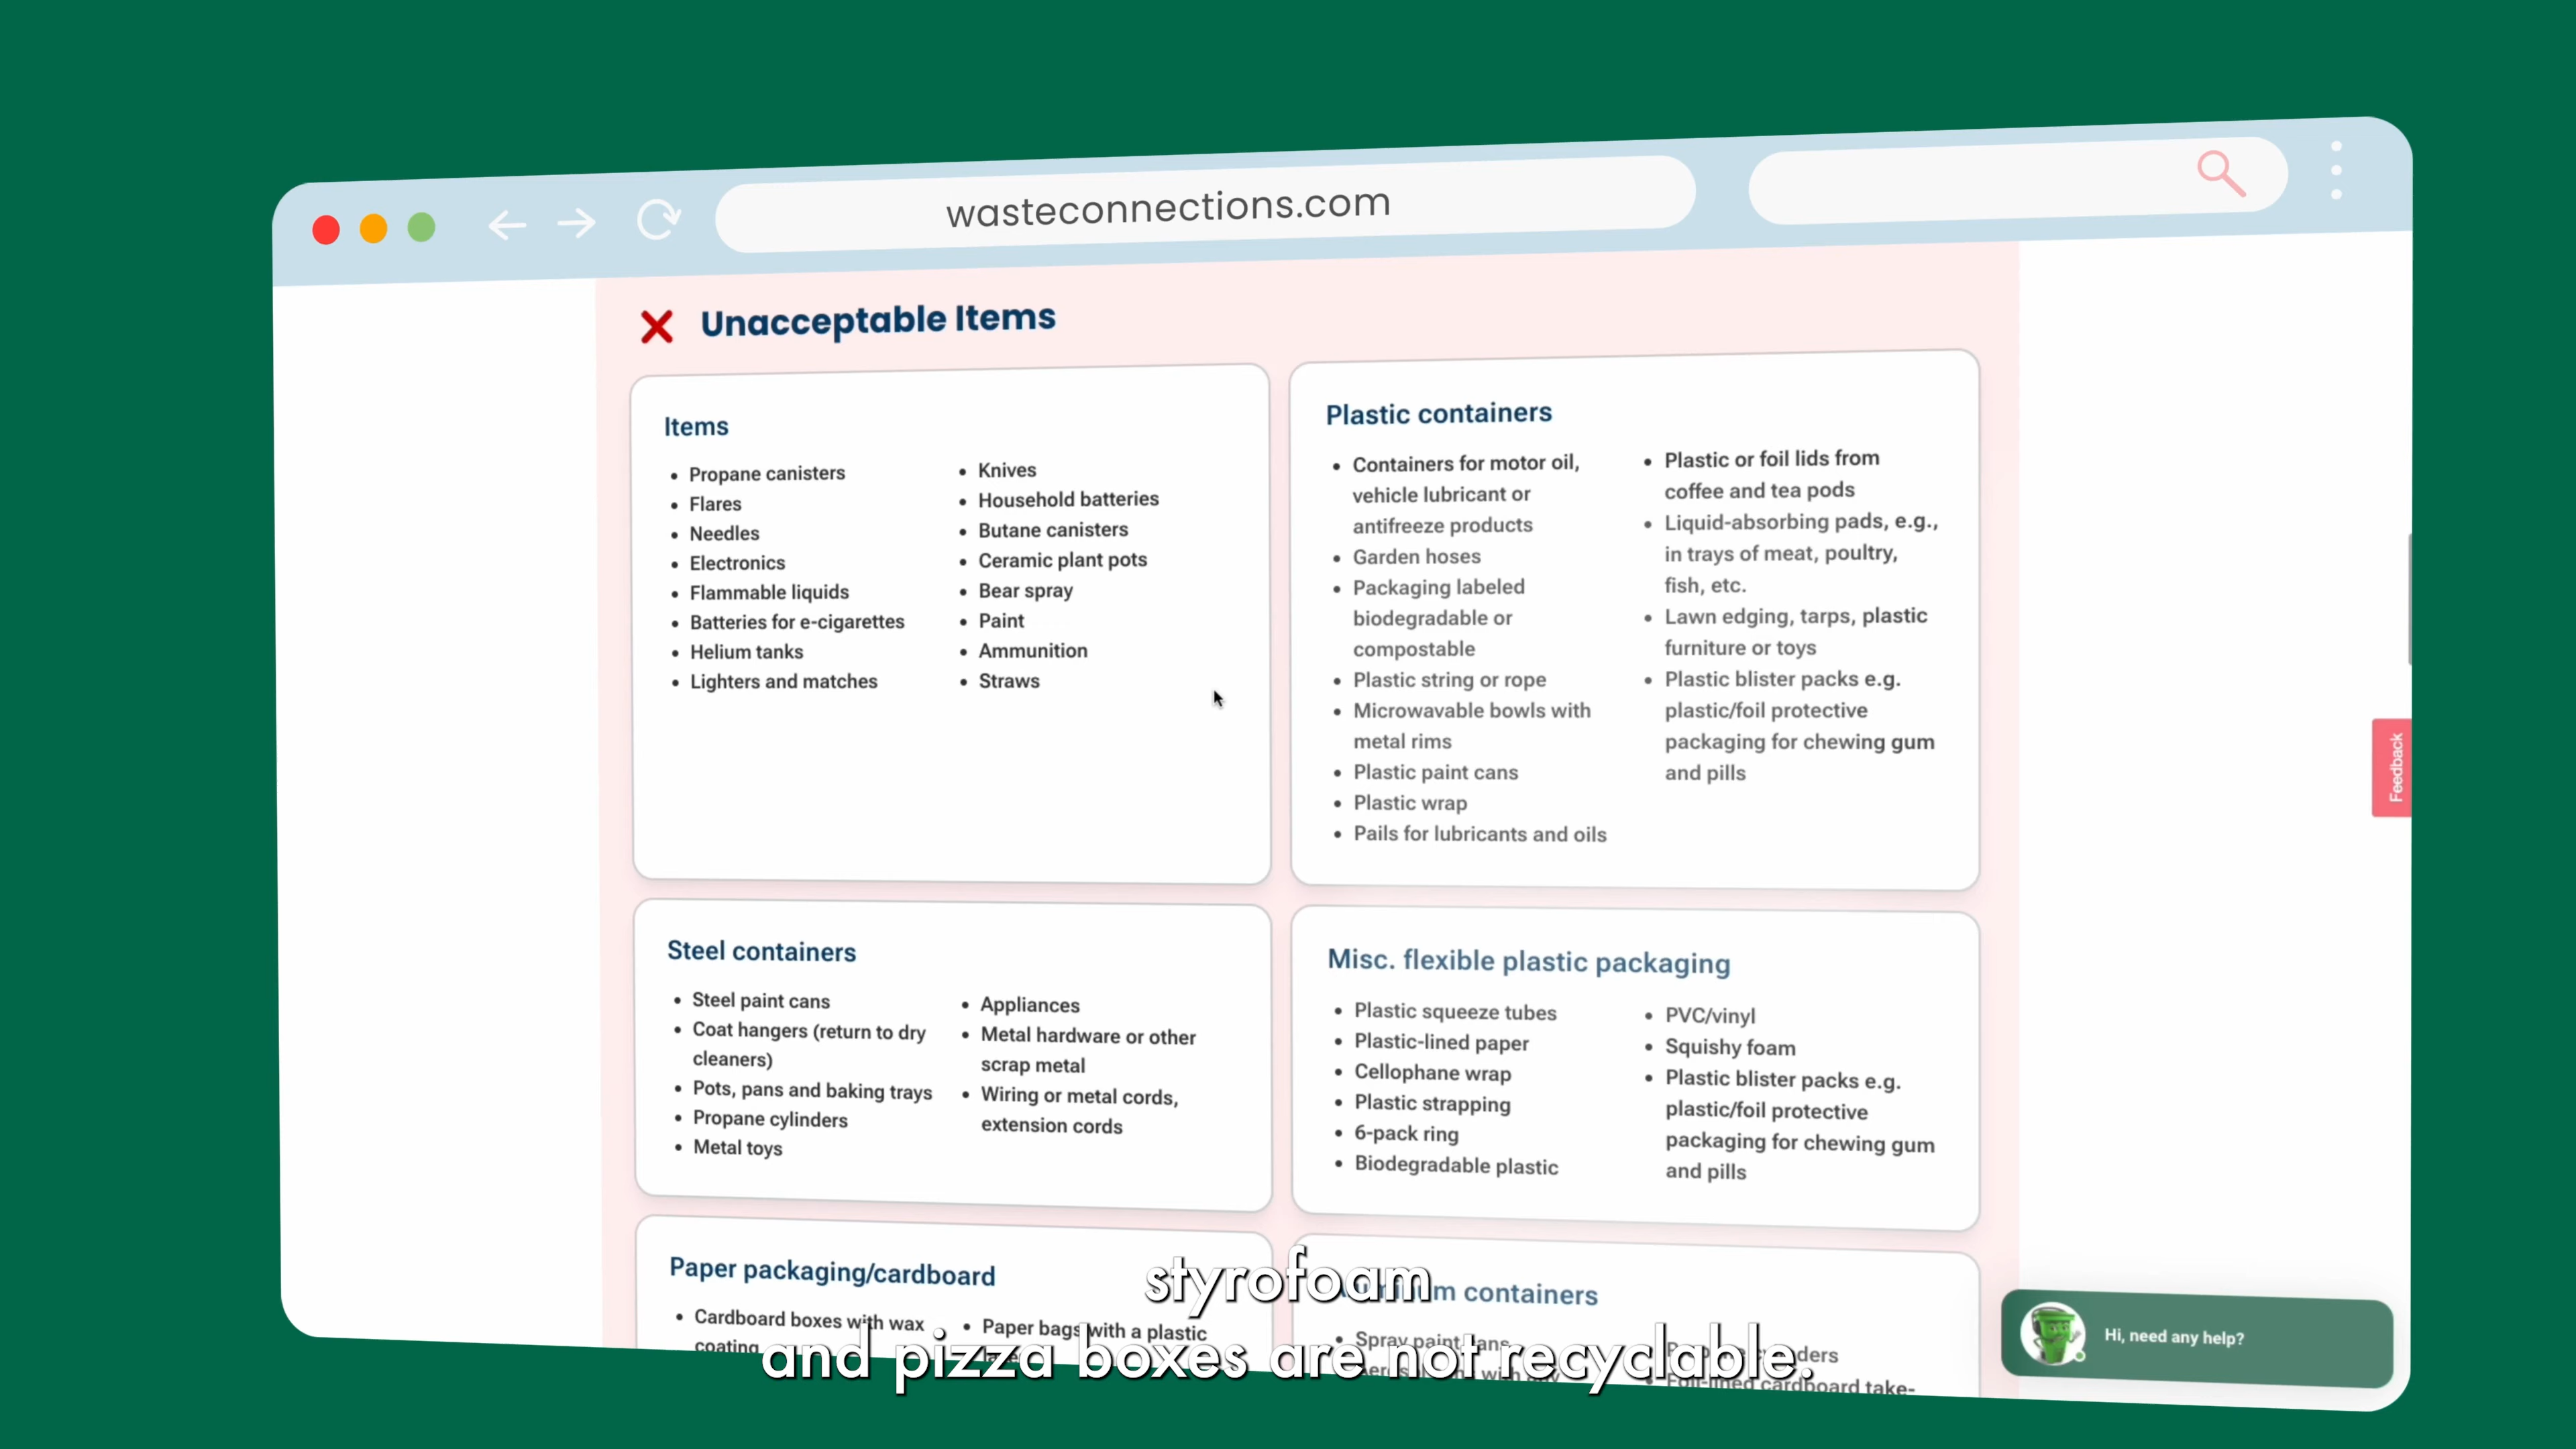 wasteconnections.com
Unacceptable Items
Items
Propane canisters
Flares
Needles
Electronics
Flammable liquids
Batteries for e-cigarettes
Helium tanks
Lighters and matches
Knives
Household batteries
Butane canisters
Ceramic plant pots
Bear spray
Paint
Ammunition
Straws
Plastic containers
Containers for motor oil,
vehicle lubricant or
antifreeze products
Garden hoses
Packaging labeled
biodegradable or
compostable
Plastic string or rope
Microwavable bowls with
metal rims
Plastic paint cans
Plastic wrap
Pails for lubricants and oils
Plastic or foil lids from
coffee and tea pods
Liquid-absorbing pads, e.g.,
in trays of meat, poultry,
fish, etc.
Lawn edging, tarps, plastic
furniture or toys
Plastic blister packs e.g.
plastic/foil protective
packaging for chewing gum
and pills
Feedback
Steel containers
Steel paint cans
Coat hangers (return to dry
cleaners)
Pots, pans and baking trays
Propane cylinders
Metal toys
Appliances
Metal hardware or other
scrap metal
Wiring or metal cords,
extension cords
Misc. flexible plastic packaging
Plastic squeeze tubes
Plastic-lined paper
Cellophane wrap
Plastic strapping
6-pack ring
Biodegradable plastic
PVC/vinyl
Squishy foam
Plastic blister packs e.g.
plastic/foil protective
packaging for chewing gum
and pills
Paper packaging/cardboard
Cardboard boxes with wax
coating
Paper bags with a plastic
containers
Spray paint cans
with
Foil-lined cardboard take-
styrofoam
and pizza boxes are not recyclable.
Hi, need any help?